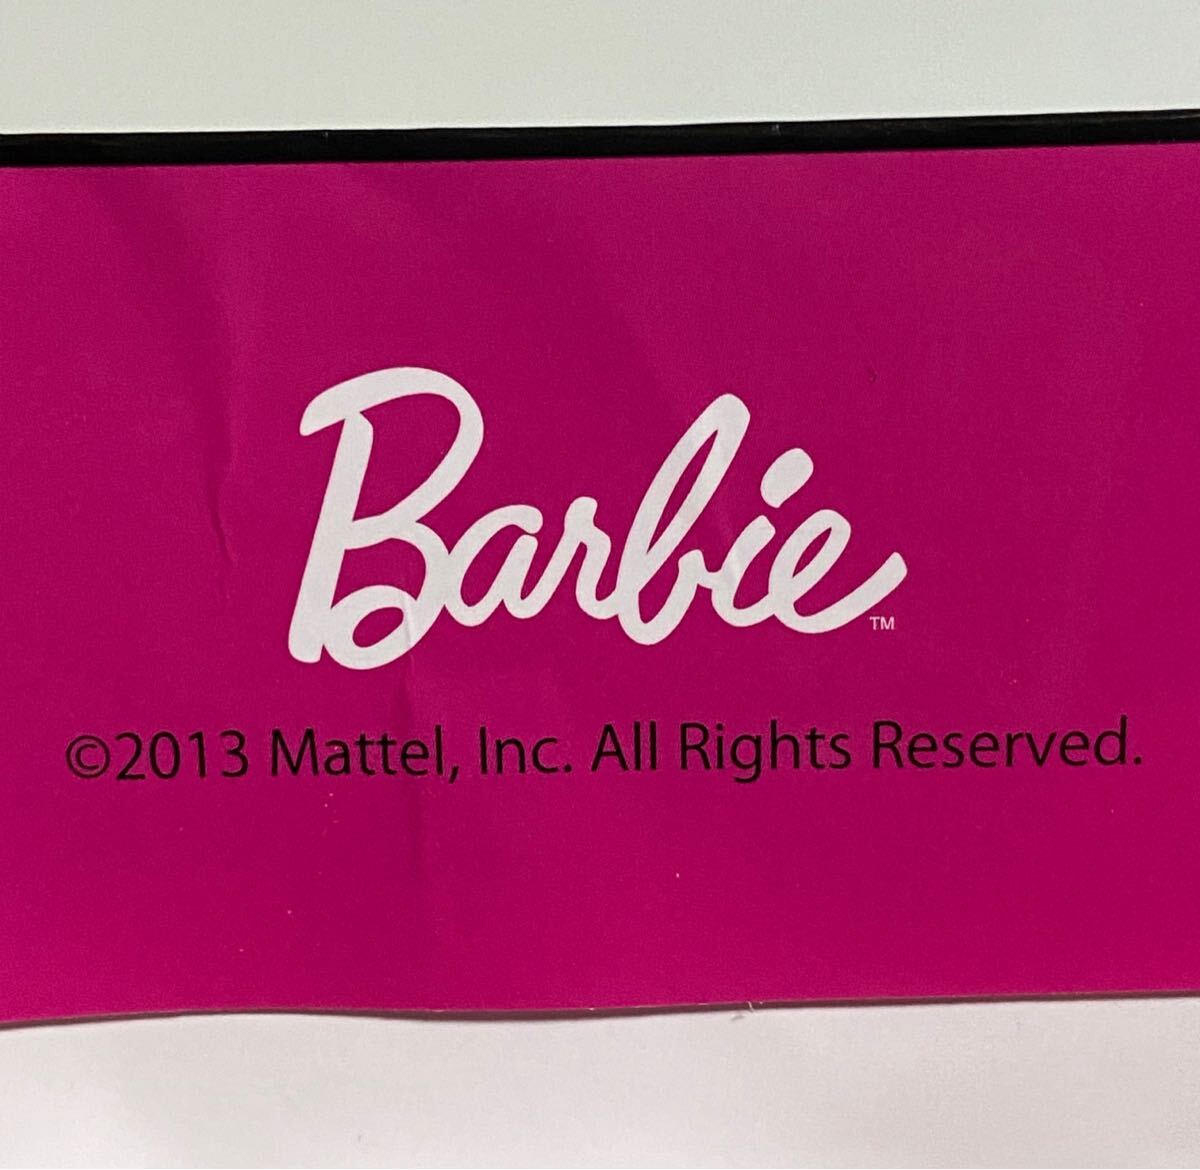 Barbie™
©2013 Mattel, Inc. All Rights Reserved.